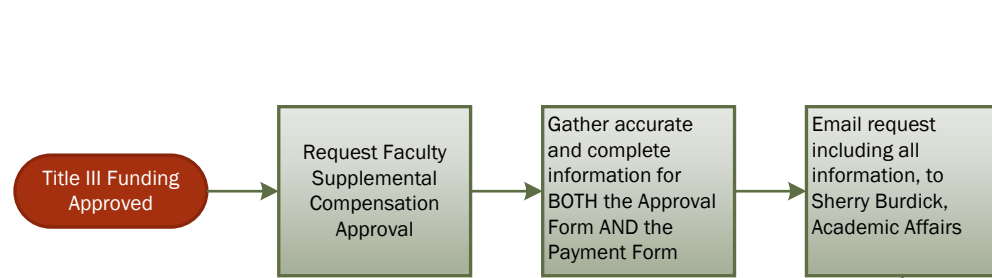 Title III Funding
Approved
Request Faculty
Supplemental
Compensation
Approval
Gather accurate
and complete
information for
BOTH the Approval
Form AND the
Payment Form
Email request
including all
information, to
Sherry Burdick,
Academic Affairs